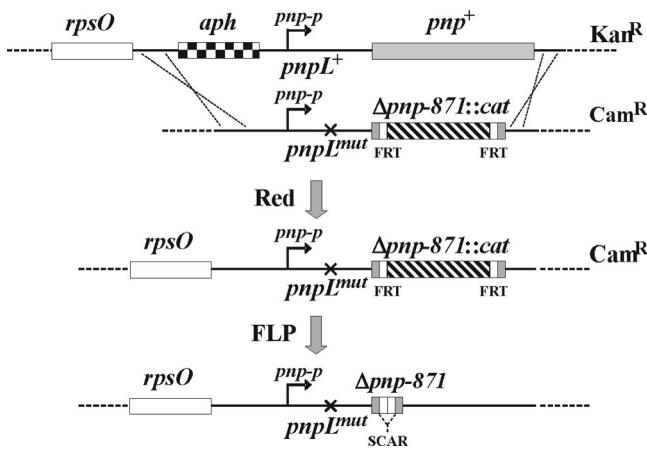 rpsO aph pnp-p pnp+ KanR
pnpL+
pnp-p Δpnp-871::cat CamR
pnpLmut FRT FRT
Red
rpsO pnp-p Δpnp-871::cat CamR
pnpLmut FRT FRT
FLP
rpsO pnp-p Δpnp-871
pnpLmut SCAR